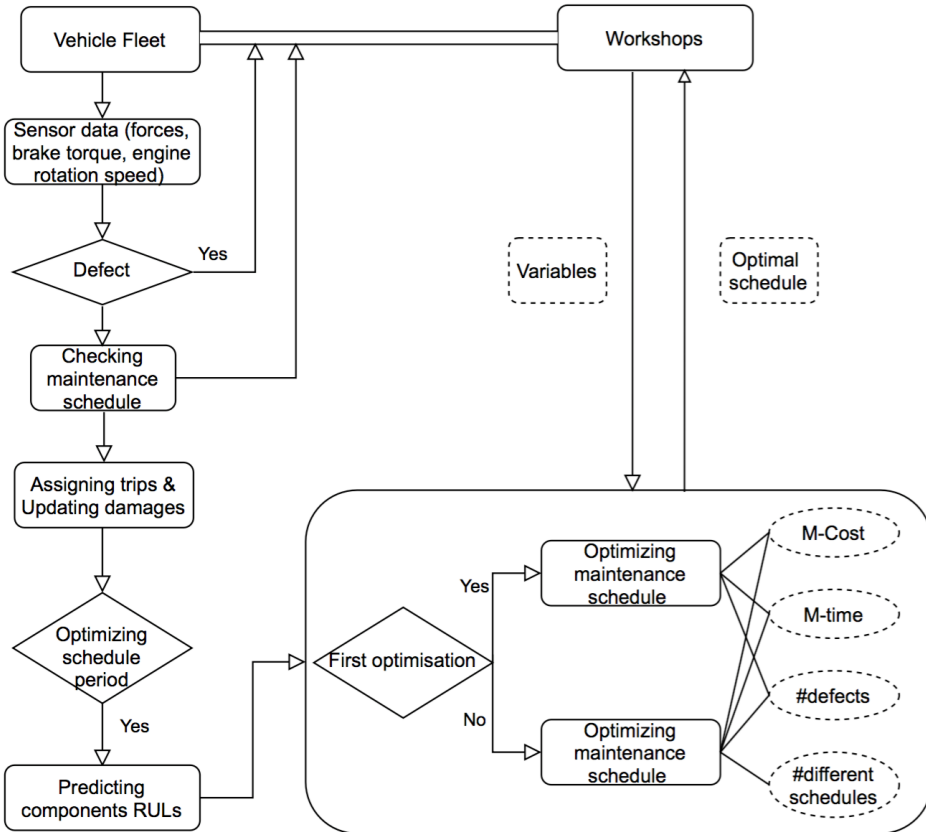 Vehicle Fleet
Workshops
Sensor data (forces,
brake torque, engine
rotation speed)
Yes
Defect
Variables
Optimal
schedule
Checking
maintenance
schedule
Assigning trips &
Updating damages
Optimizing
schedule
period
Yes
Predicting
components RULs
First optimisation
Yes
No
Optimizing
maintenance
schedule
Optimizing
maintenance
schedule
M-Cost
M-time
#defects
#different
schedules